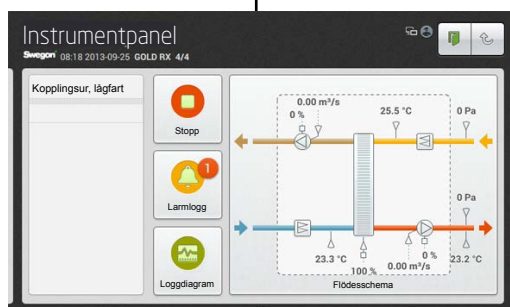 Instrumentpanel
Swegon 08:18 2013-09-25 GOLD RX 4/4
Kopplingsur, lågfart
Stopp
1
Larmlogg
Loggdiagram
0.00 m³/s
0 %
25.5 °C
0 Pa
0 Pa
23.3 °C
100 %
0.00 m³/s
0 %
23.2 °C
Flödesschema